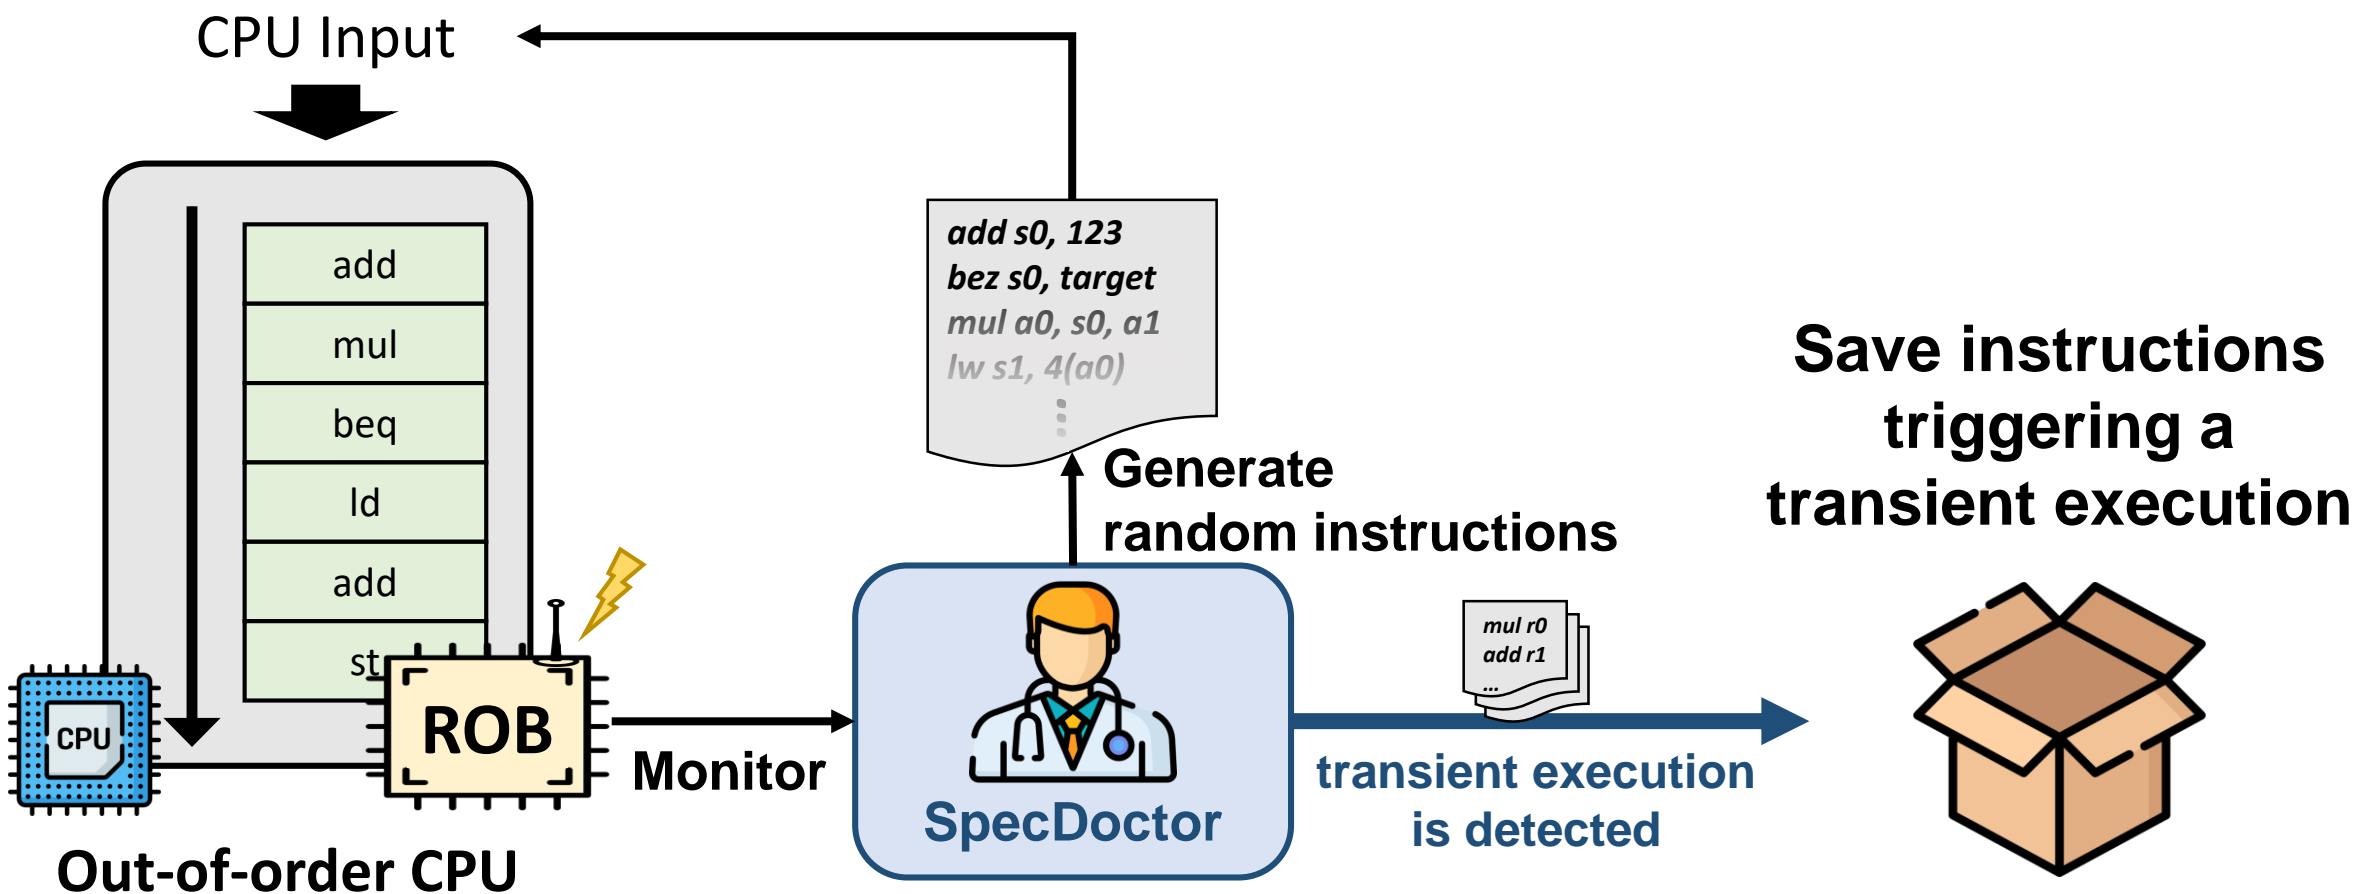 CPU Input
add
mul
beq
ld
add
st
CPU
ROB
Out-of-order CPU
Monitor
add s0, 123
bez s0, target
mul a0, s0, a1
lw s1, 4(a0)
⋮
Generate
random instructions
SpecDoctor
mul r0
add r1
...
transient execution
is detected
Save instructions
triggering a
transient execution